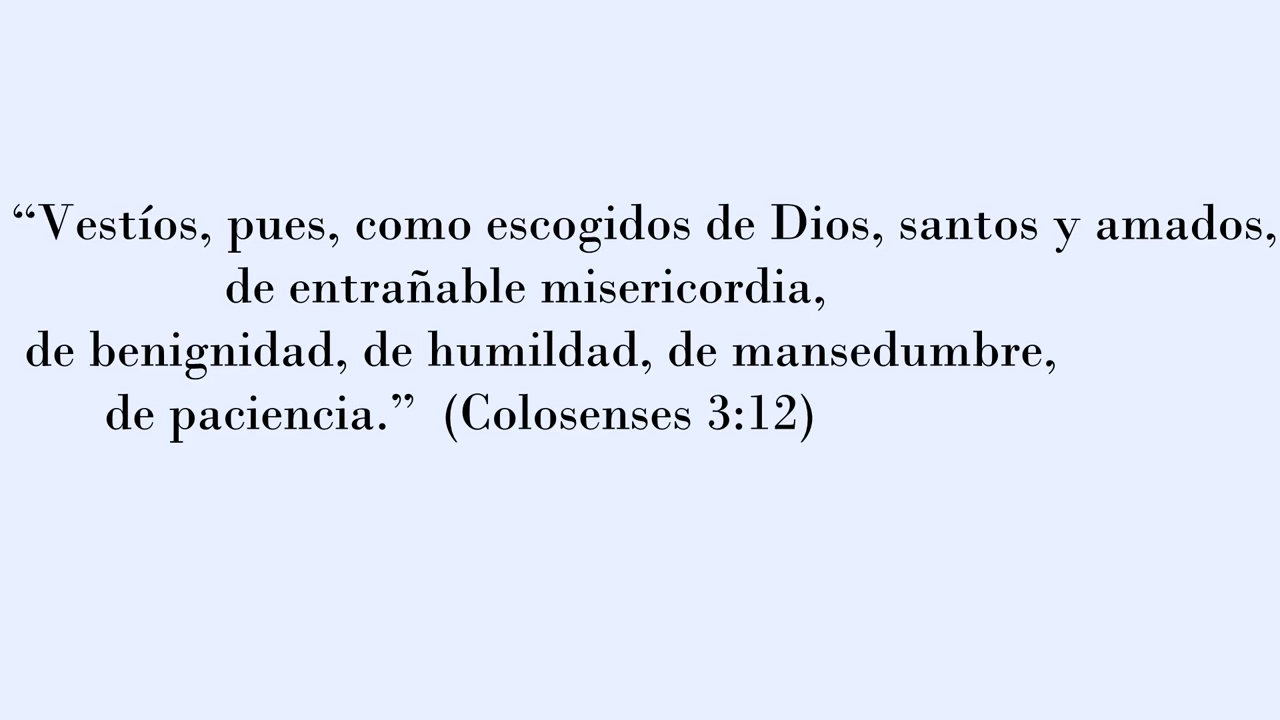 “Vestíos, pues, como escogidos de Dios, santos y amados,
de entrañable misericordia,
de benignidad, de humildad, de mansedumbre,
de paciencia.” (Colosenses 3:12)